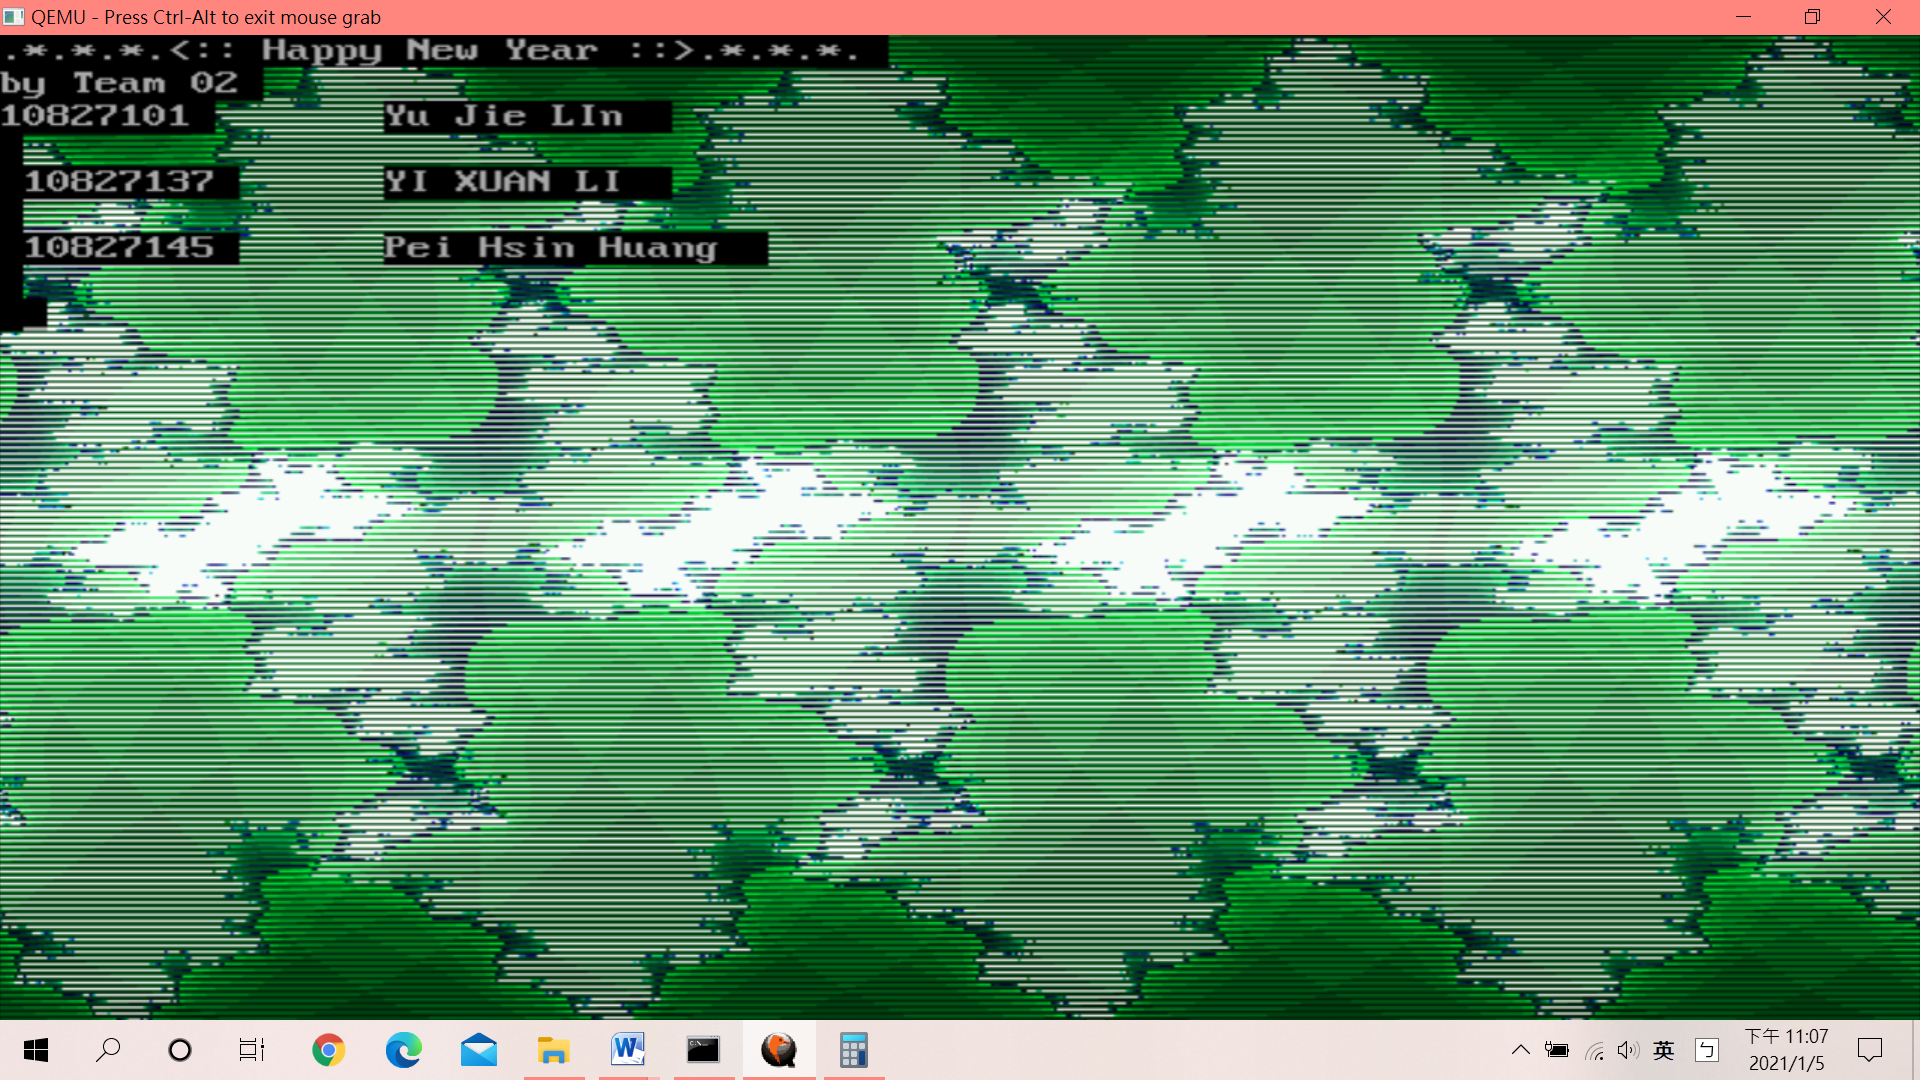 QEMU - Press Ctrl-Alt to exit mouse grab
.*.*.*.<:: Happy New Year ::>.*.*.*.
by Team 02
10827101 Yu Jie LIn
10827137 YI XUAN LI
10827145 Pei Hsin Huang
英 ㄅ
下午 11:07
2021/1/5